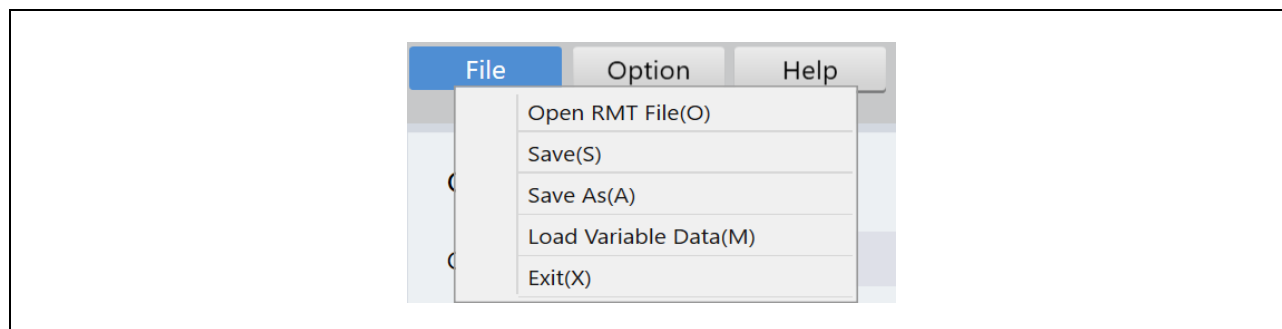 File Option Help
Open RMT File(O)
Save(S)
Save As(A)
Load Variable Data(M)
Exit(X)